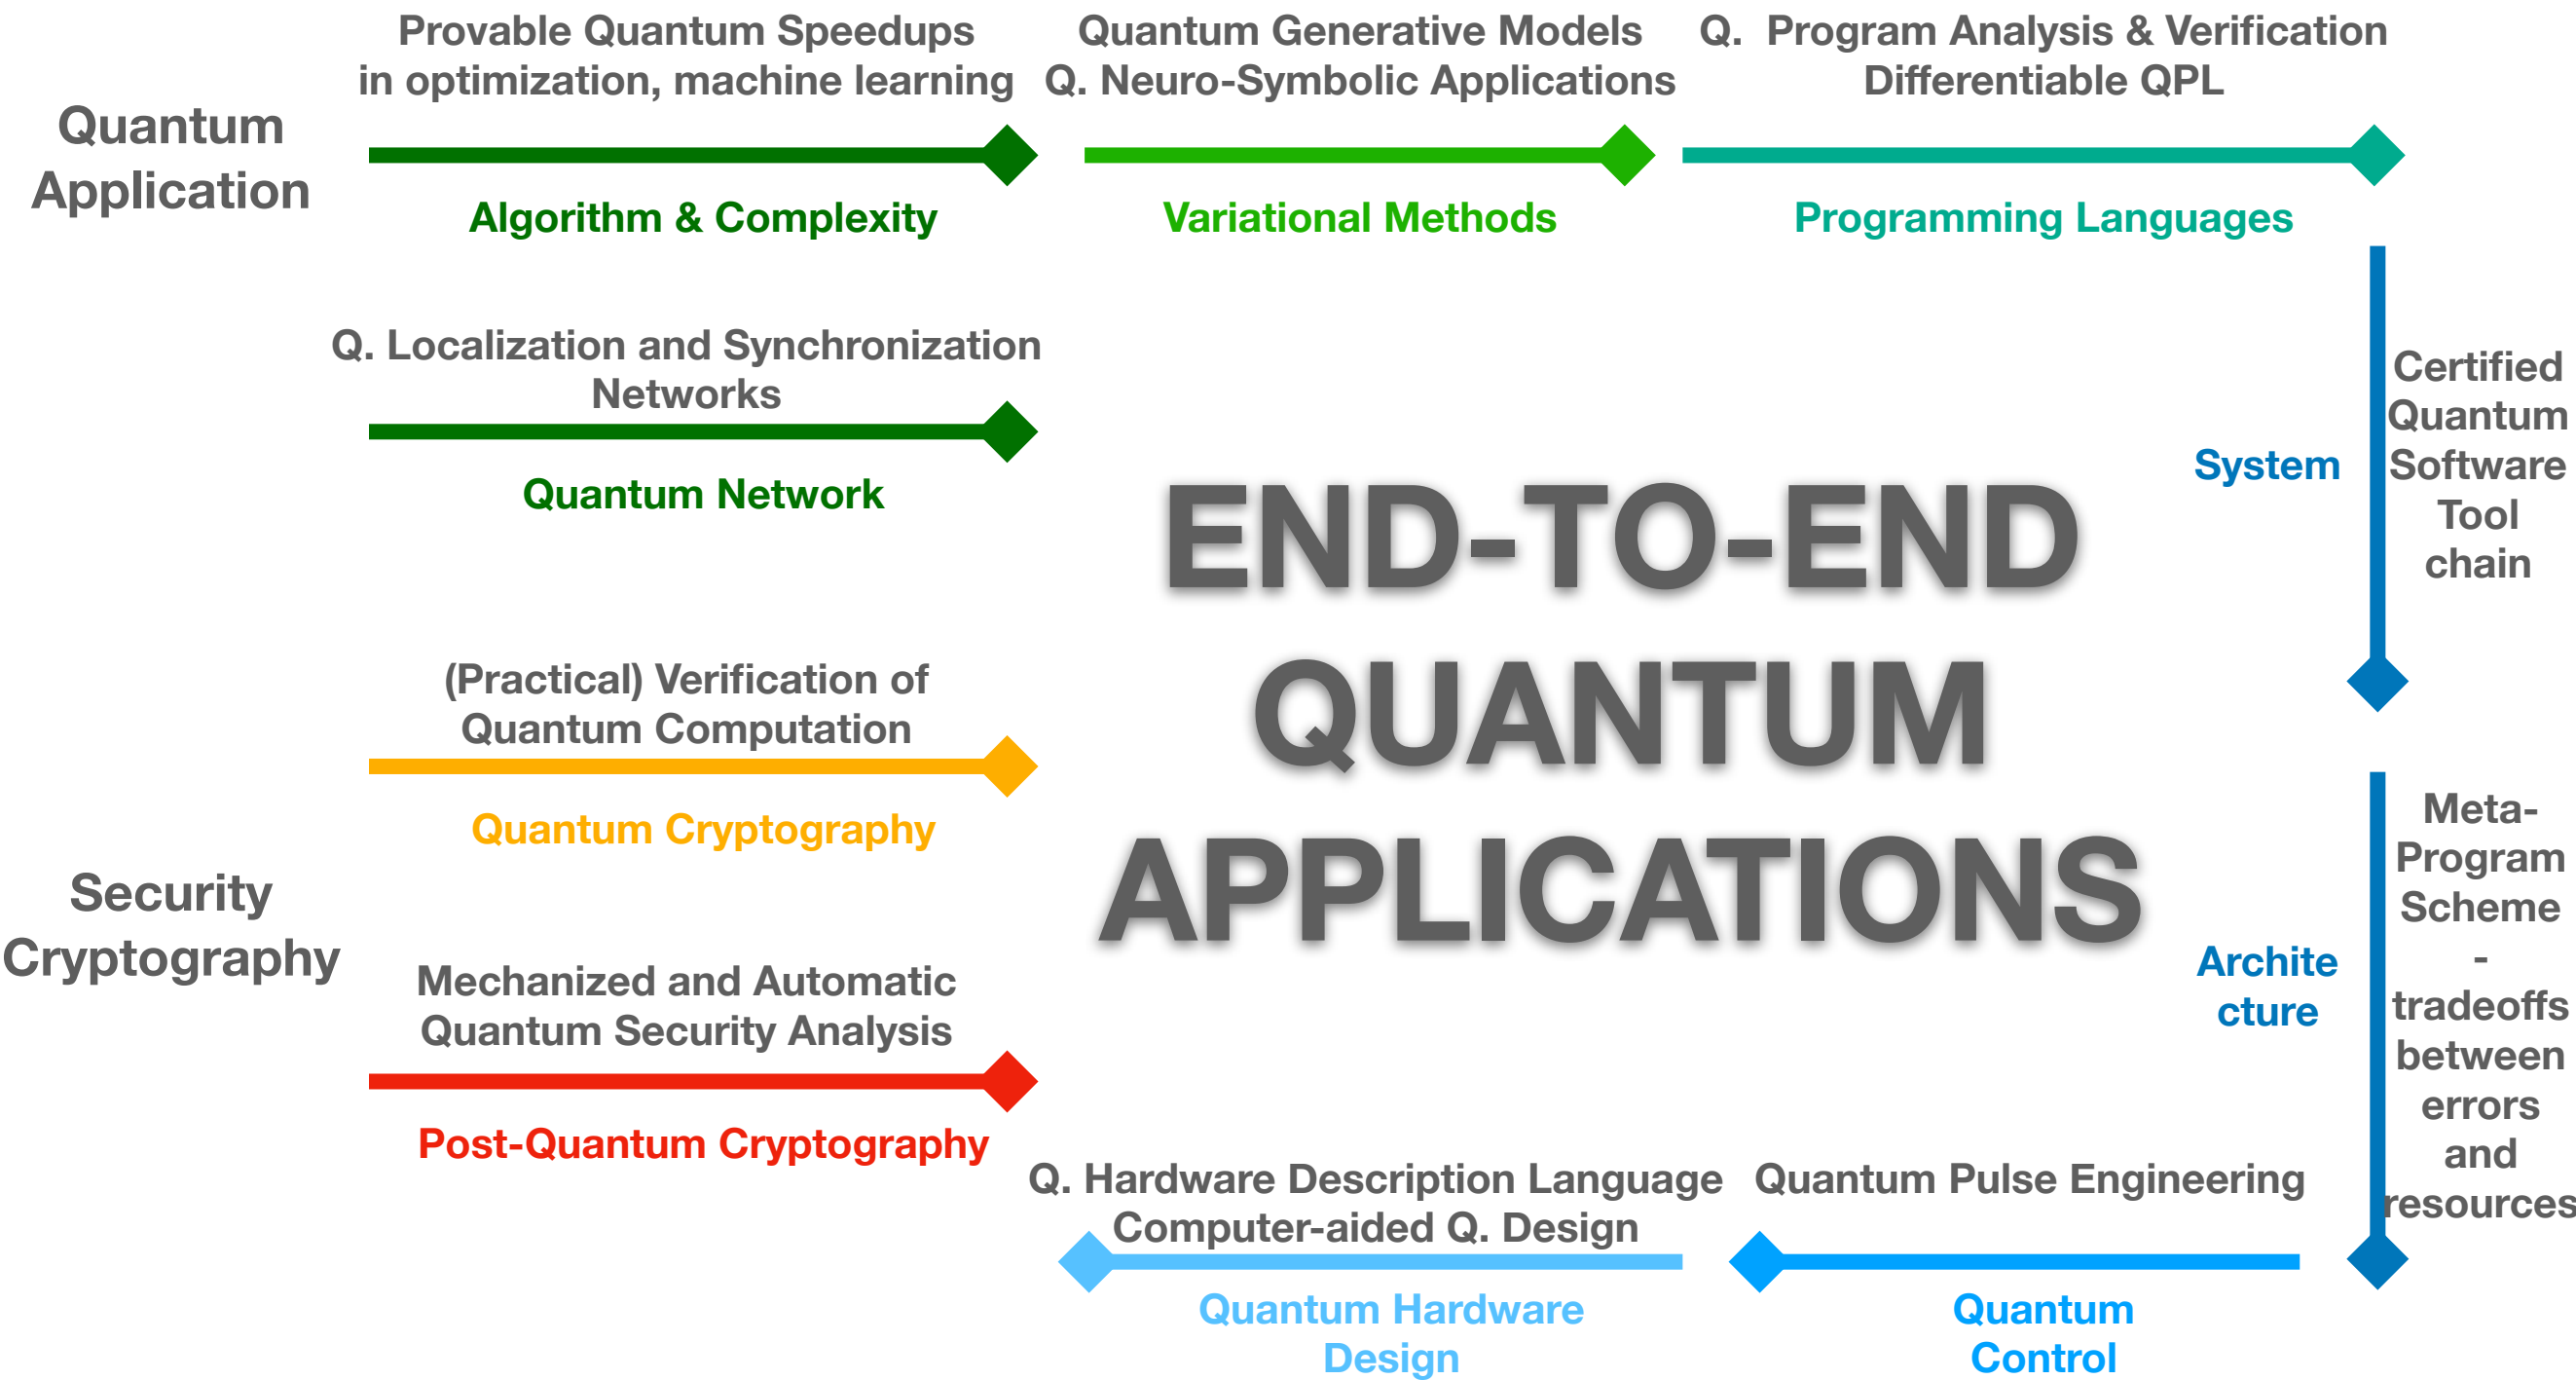 Quantum
Application
Provable Quantum Speedups
in optimization, machine learning
Algorithm & Complexity
Quantum Generative Models
Q. Neuro-Symbolic Applications
Variational Methods
Q. Program Analysis & Verification
Differentiable QPL
Programming Languages
Q. Localization and Synchronization
Networks
Quantum Network
System
Certified
Quantum
Software
Tool
chain
END-TO-END
QUANTUM
APPLICATIONS
Security
Cryptography
(Practical) Verification of
Quantum Computation
Quantum Cryptography
Mechanized and Automatic
Quantum Security Analysis
Post-Quantum Cryptography
Archite
cture
Meta-
Program
Scheme
-
tradeoffs
between
errors
and
resources
Q. Hardware Description Language
Computer-aided Q. Design
Quantum Hardware
Design
Quantum Pulse Engineering
Quantum
Control